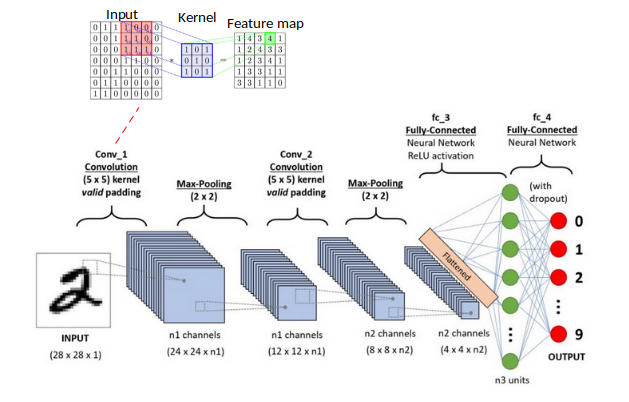 Input
Kernel
Feature map
0 1 1 1 0 0 0
0 0 1 1 1 0 0
0 0 0 1 1 1 0
0 0 0 1 1 0 0
0 0 1 1 0 0 0
0 1 1 0 0 0 0
1 1 0 0 0 0 0
*
1 0 1
0 1 0
1 0 1
=
1 4 3 4 1
1 2 4 3 3
1 2 3 4 1
1 3 3 1 1
3 3 1 1 0
Conv_1
Convolution
(5 x 5) kernel
valid padding
Max-Pooling
(2 x 2)
Conv_2
Convolution
(5 x 5) kernel
valid padding
Max-Pooling
(2 x 2)
fc_3
Fully-Connected
Neural Network
ReLU activation
fc_4
Fully-Connected
Neural Network
(with
dropout)
Flattened
0
1
2
9
OUTPUT
INPUT
(28 x 28 x 1)
n1 channels
(24 x 24 x n1)
n1 channels
(12 x 12 x n1)
n2 channels
(8 x 8 x n2)
n2 channels
(4 x 4 x n2)
n3 units